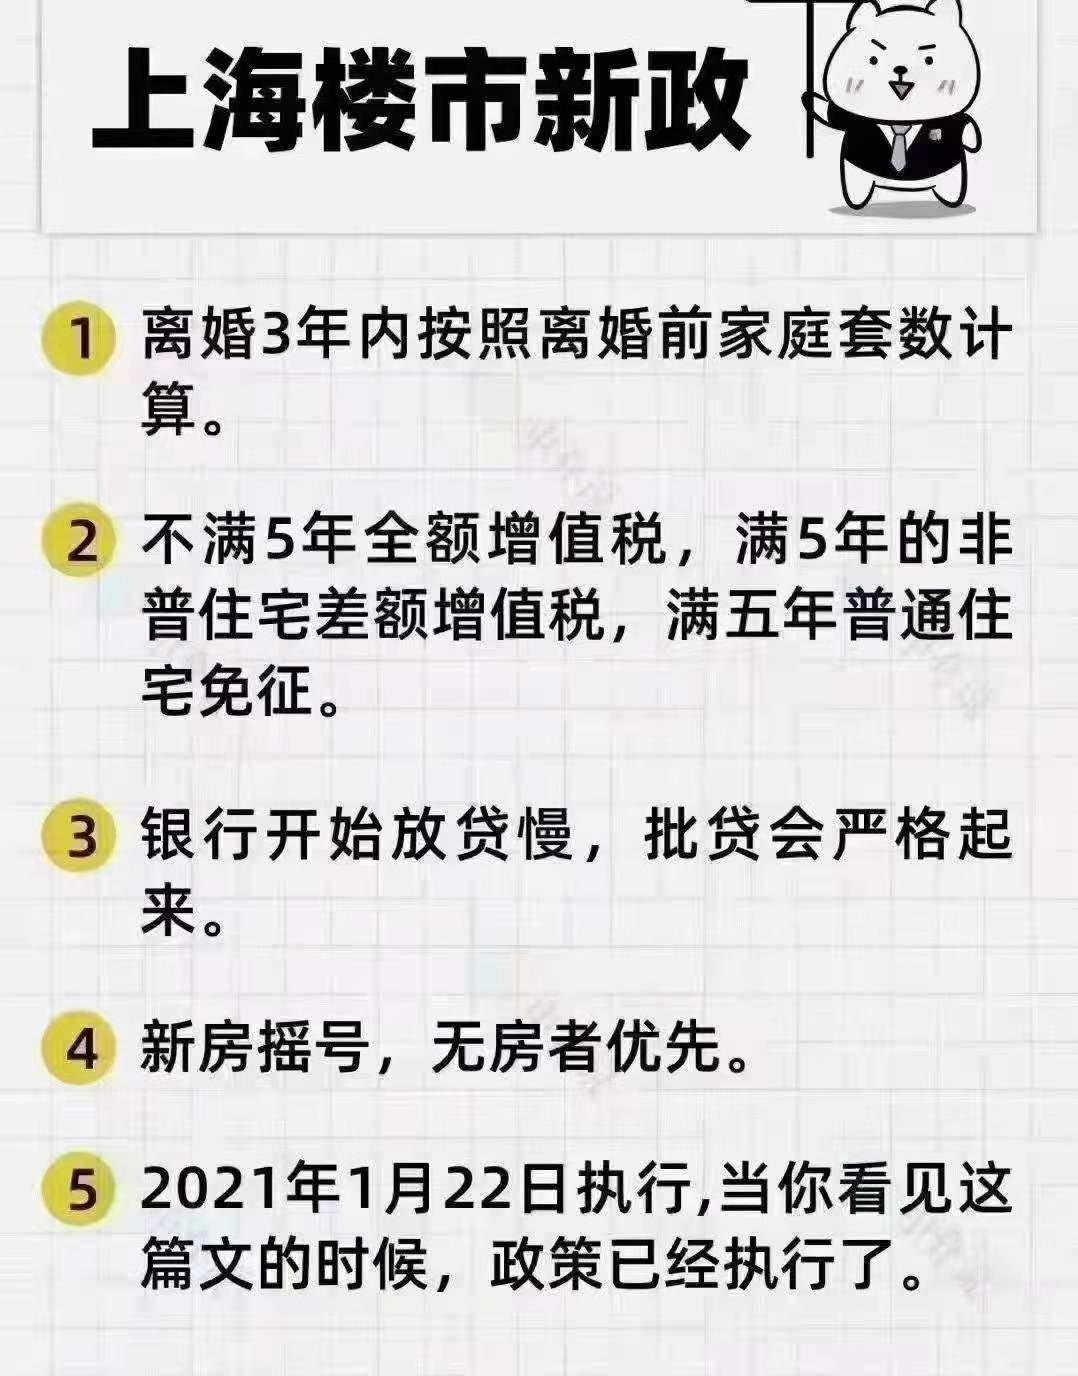 上海楼市新政
1 离婚3年内按照离婚前家庭套数计
算。
2 不满5年全额增值税，满5年的非
普住宅差额增值税，满五年普通住
宅免征。
3 银行开始放贷慢，批贷会严格起
来。
4 新房摇号，无房者优先。
5 2021年1月22日执行,当你看见这
篇文的时候，政策已经执行了。